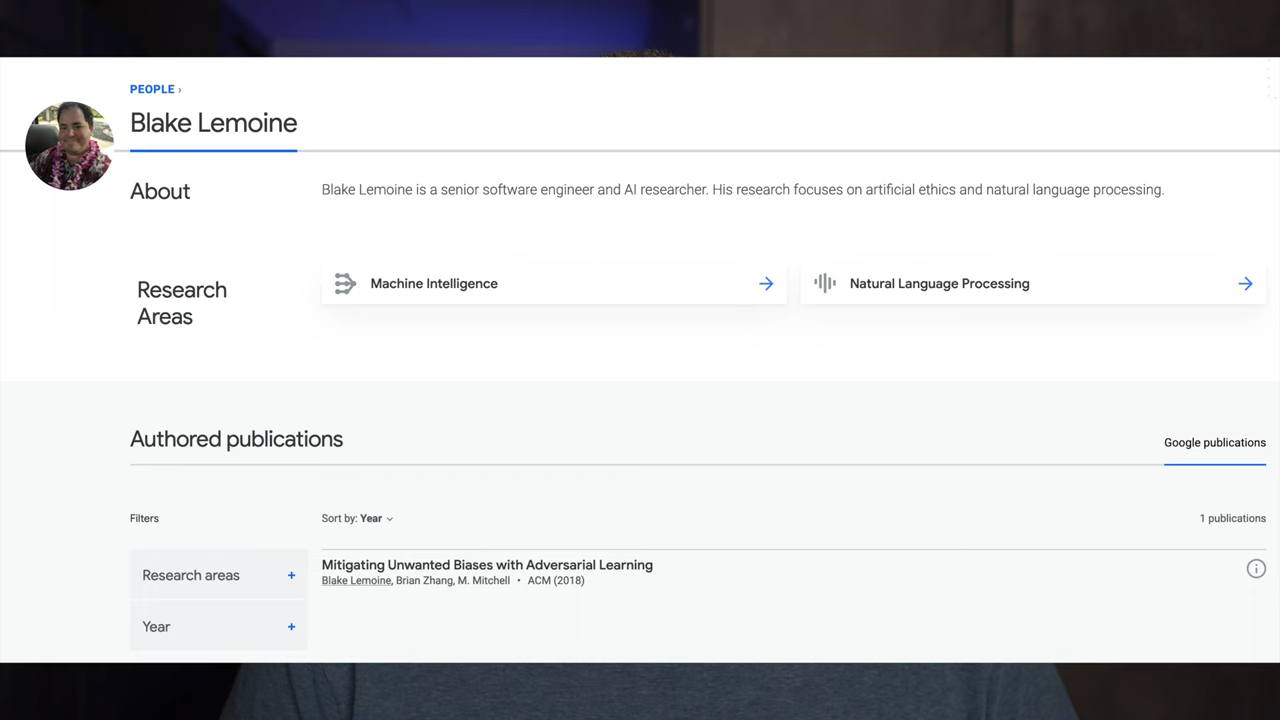 PEOPLE ›
Blake Lemoine
About
Blake Lemoine is a senior software engineer and AI researcher. His research focuses on artificial ethics and natural language processing.
Research
Areas
Machine Intelligence
Natural Language Processing
Authored publications
Google publications
Filters
Sort by: Year
1 publications
Research areas +
Year +
Mitigating Unwanted Biases with Adversarial Learning
Blake Lemoine, Brian Zhang, M. Mitchell • ACM (2018)